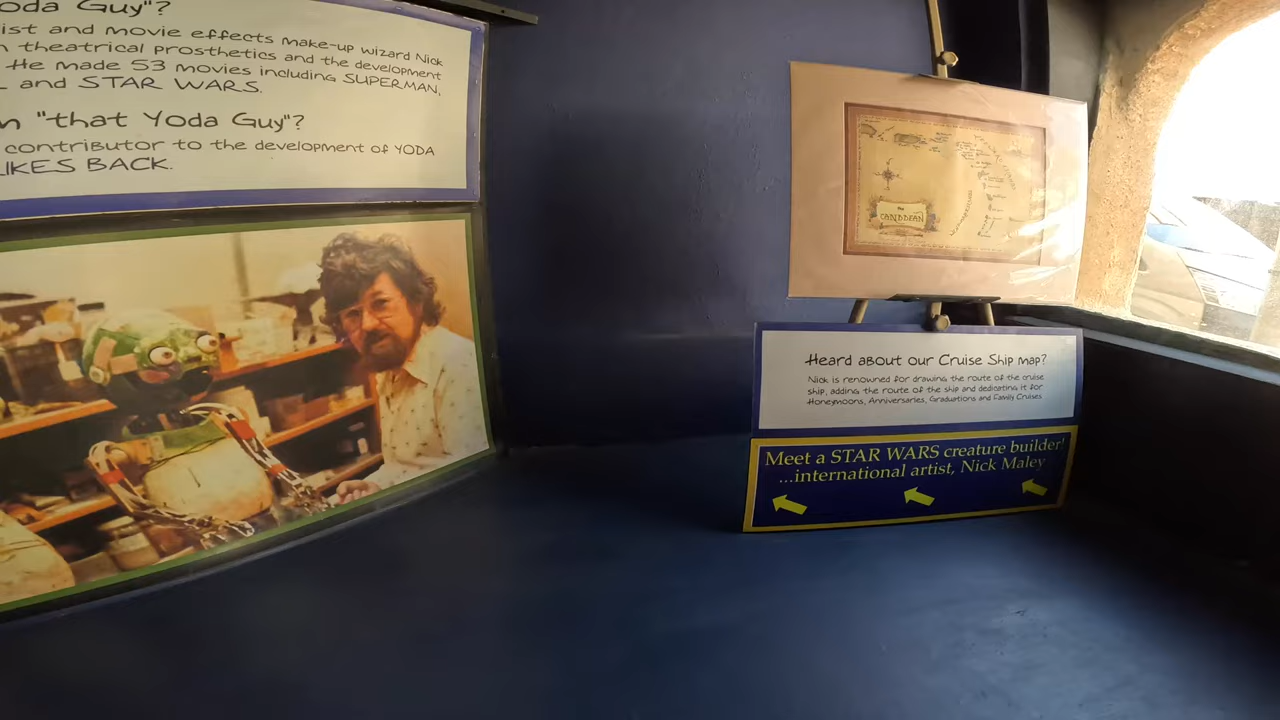 oda Guy"?
ist and movie effects make-up wizard Nick
n theatrical prosthetics and the development
He made 53 movies including SUPERMAN,
L and STAR WARS.
n "that Yoda Guy"?
contributor to the development of YODA
IKES BACK.
The
CARIBBEAN
Heard about our Cruise Ship map?
Nick is renowned for drawing the route of the cruise
ship, adding the route of the ship and dedicating it for
Honeymoons, Anniversaries, Graduations and Family Cruises
Meet a STAR WARS creature builder!
...international artist, Nick Maley